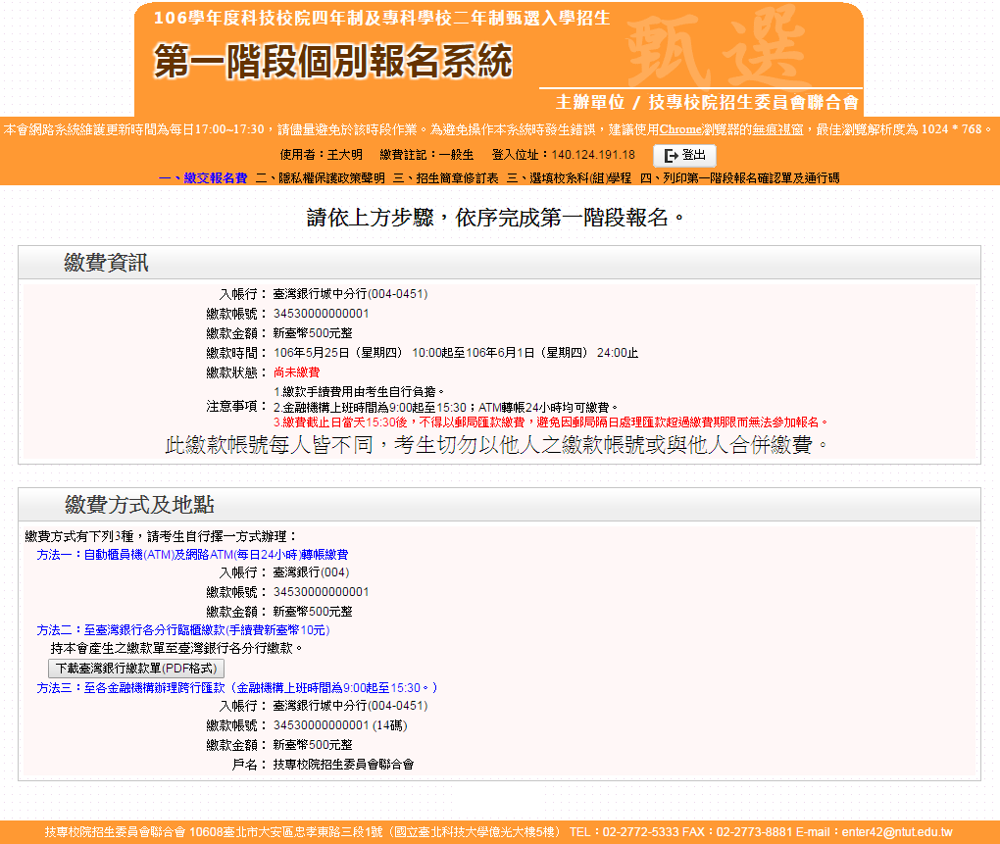 106學年度科技校院四年制及專科學校二年制甄選入學招生
甄選
第一階段個別報名系統
主辦單位 / 技專校院招生委員會聯合會
本會網路系統維護更新時間為每日17:00~17:30，請儘量避免於該時段作業。為避免操作本系統時發生錯誤，建議使用Chrome瀏覽器的無痕視窗，最佳瀏覽解析度為 1024 * 768。
使用者：王大明 繳費註記：一般生 登入位址：140.124.191.18 登出
一、繳交報名費 二、隱私權保護政策聲明 三、招生簡章修訂表 三、選填校系科(組)學程 四、列印第一階段報名確認單及通行碼
請依上方步驟，依序完成第一階段報名。
繳費資訊
入帳行： 臺灣銀行城中分行(004-0451)
繳款帳號： 34530000000001
繳款金額： 新臺幣500元整
繳款時間： 106年5月25日（星期四） 10:00起至106年6月1日（星期四） 24:00止
繳款狀態： 尚未繳費
注意事項： 1.繳款手續費用由考生自行負擔。
2.金融機構上班時間為9:00起至15:30；ATM轉帳24小時均可繳費。
3.繳費截止日當天15:30後，不得以郵局匯款繳費，避免因郵局隔日處理匯款超過繳費期限而無法參加報名。
此繳款帳號每人皆不同，考生切勿以他人之繳款帳號或與他人合併繳費。
繳費方式及地點
繳費方式有下列3種，請考生自行擇一方式辦理：
方法一：自動櫃員機(ATM)及網路ATM(每日24小時)轉帳繳費
入帳行： 臺灣銀行(004)
繳款帳號： 34530000000001
繳款金額： 新臺幣500元整
方法二：至臺灣銀行各分行臨櫃繳款(手續費新臺幣10元)
持本會產生之繳款單至臺灣銀行各分行繳款。
下載臺灣銀行繳款單(PDF格式)
方法三：至各金融機構辦理跨行匯款（金融機構上班時間為9:00起至15:30。）
入帳行： 臺灣銀行城中分行(004-0451)
繳款帳號： 34530000000001 (14碼)
繳款金額： 新臺幣500元整
戶名： 技專校院招生委員會聯合會
技專校院招生委員會聯合會 10608臺北市大安區忠孝東路三段1號（國立臺北科技大學億光大樓5樓） TEL：02-2772-5333 FAX：02-2773-8881 E-mail：enter42@ntut.edu.tw